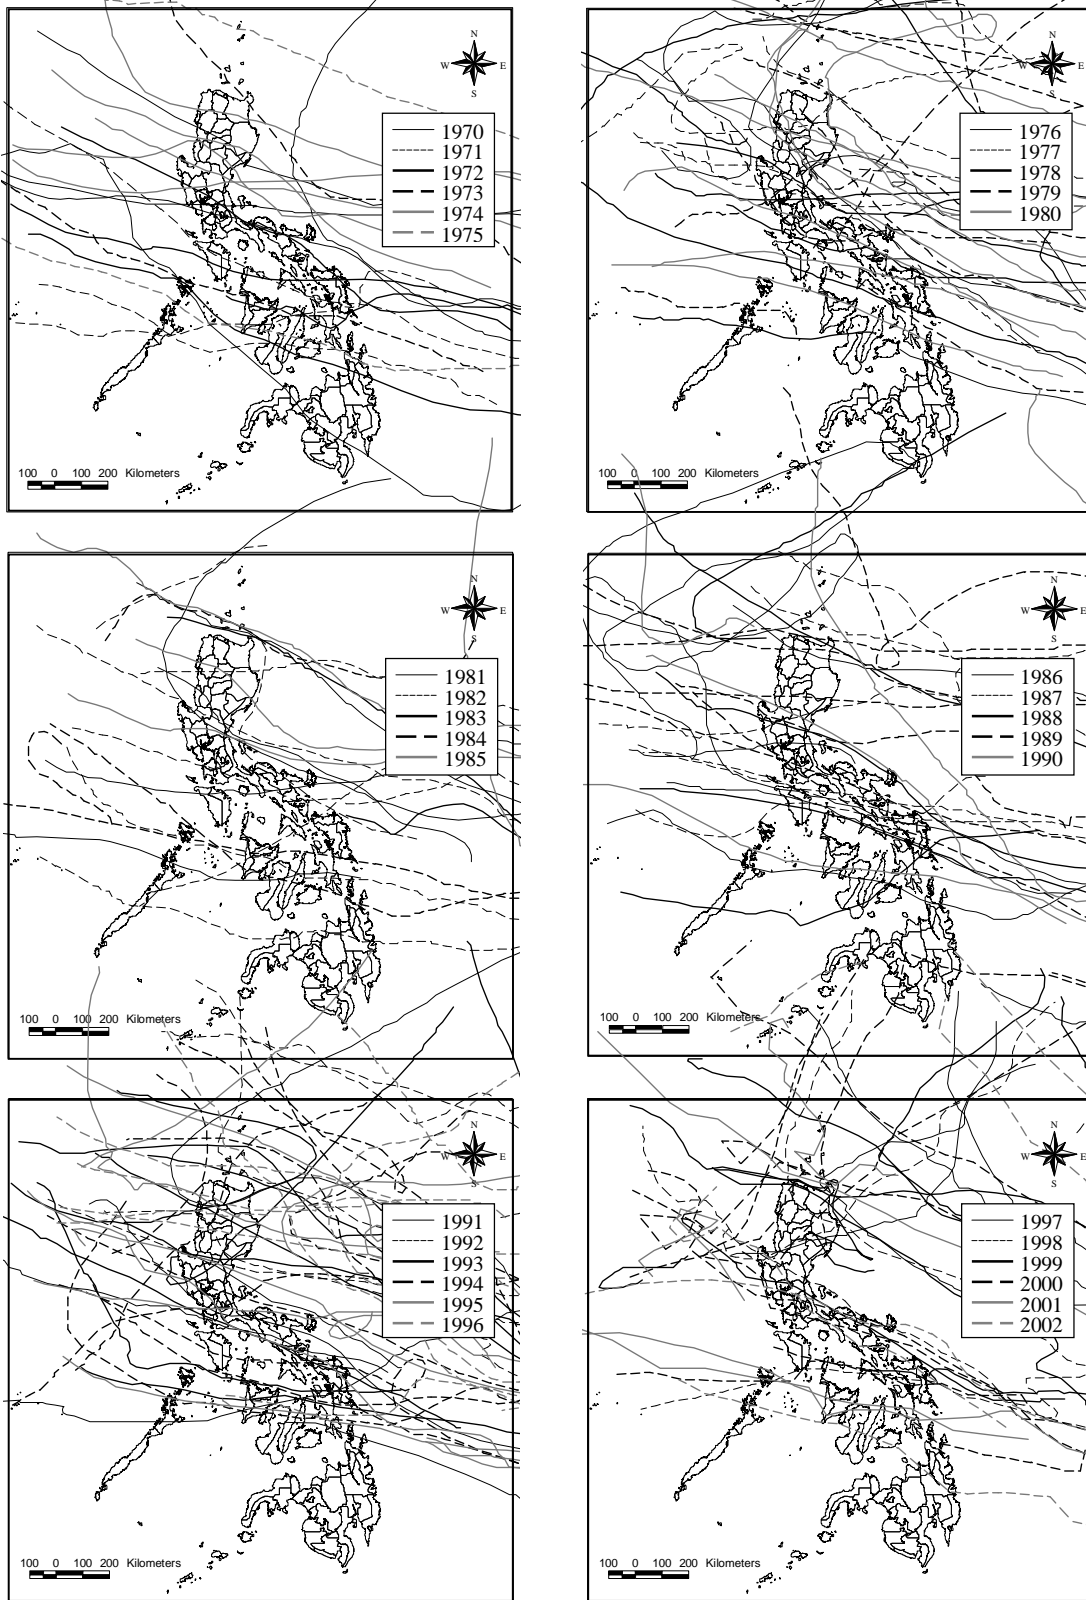 N
W E
S
1970
1971
1972
1973
1974
1975
100 0 100 200 Kilometers
N
W E
S
1976
1977
1978
1979
1980
100 0 100 200 Kilometers
N
W E
S
1981
1982
1983
1984
1985
100 0 100 200 Kilometers
N
W E
S
1986
1987
1988
1989
1990
100 0 100 200 Kilometers
N
W E
S
1991
1992
1993
1994
1995
1996
100 0 100 200 Kilometers
N
W E
S
1997
1998
1999
2000
2001
2002
100 0 100 200 Kilometers